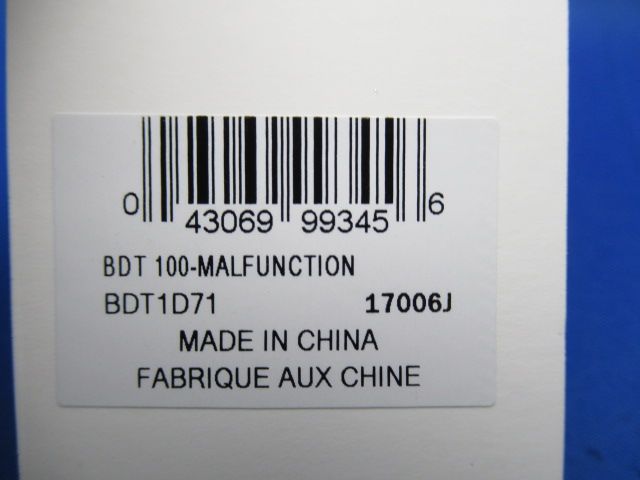 0 43069 99345 6
BDT 100-MALFUNCTION
BDT1D71 17006J
MADE IN CHINA
FABRIQUE AUX CHINE